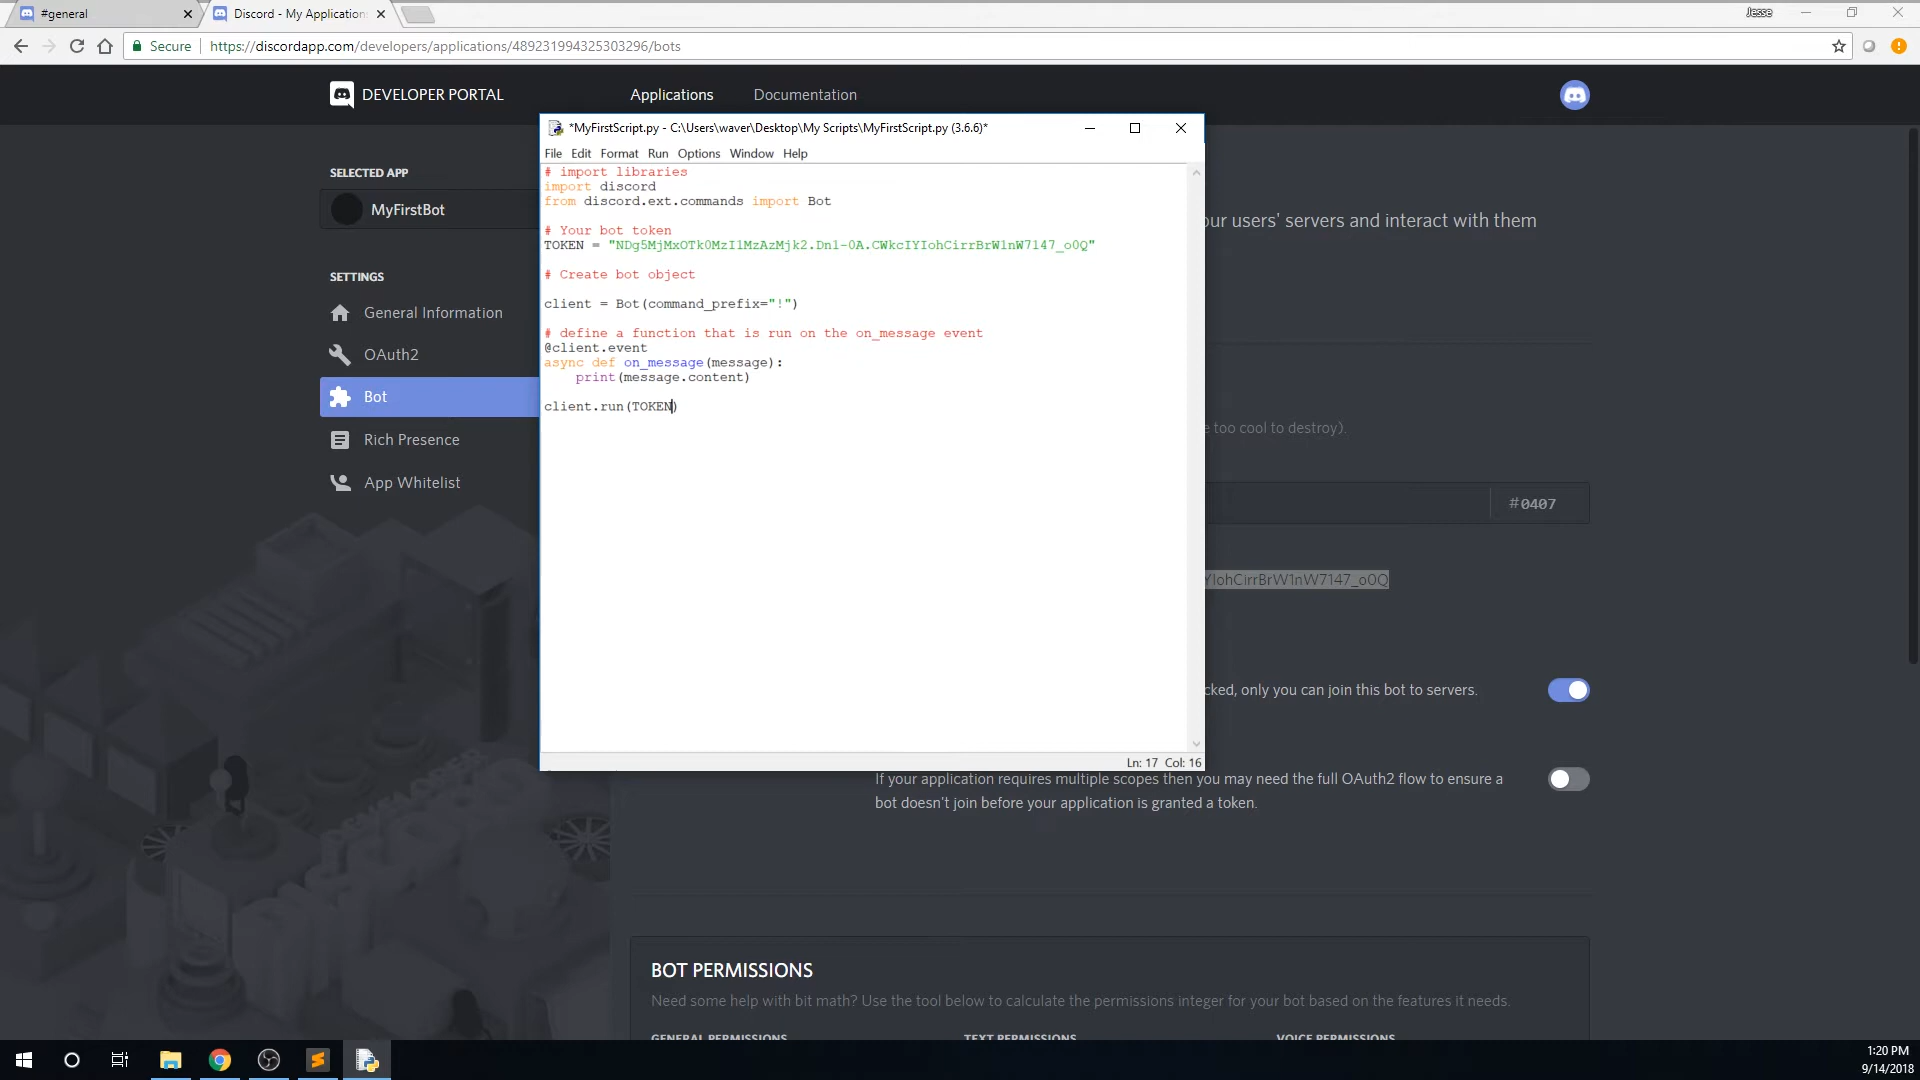 #general
Discord - My Applications
Jesse
Secure
https://discordapp.com/developers/applications/489231994325303296/bots
DEVELOPER PORTAL
Applications
Documentation
SELECTED APP
MyFirstBot
SETTINGS
General Information
OAuth2
Bot
Rich Presence
App Whitelist
*MyFirstScript.py - C:\Users\waver\Desktop\My Scripts\MyFirstScript.py (3.6.6)*
File Edit Format Run Options Window Help
# import libraries
import discord
from discord.ext.commands import Bot
# Your bot token
TOKEN = "NDg5MjMxOTk0MzI1MzAzMjk2.Dn1-0A.CWkcIYIohCirrBrW1nW7147_o0Q"
# Create bot object
client = Bot(command_prefix="!")
# define a function that is run on the on_message event
@client.event
async def on_message(message):
    print(message.content)
client.run(TOKEN)
Ln: 17 Col: 16
our users' servers and interact with them
too cool to destroy).
#0407
YIohCirrBrW1nW7147_o0Q
cked, only you can join this bot to servers.
If your application requires multiple scopes then you may need the full OAuth2 flow to ensure a
bot doesn't join before your application is granted a token.
BOT PERMISSIONS
Need some help with bit math? Use the tool below to calculate the permissions integer for your bot based on the features it needs.
GENERAL PERMISSIONS
TEXT PERMISSIONS
VOICE PERMISSIONS
1:20 PM
9/14/2018